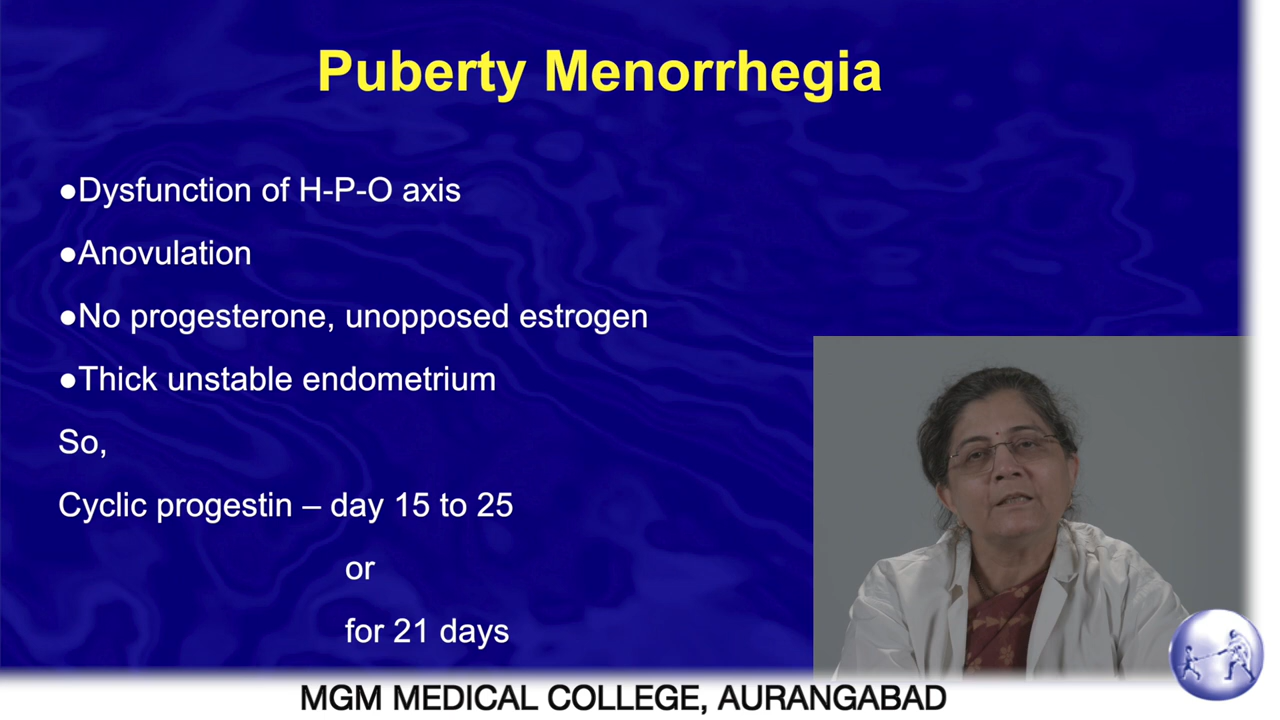 Puberty Menorrhegia
●Dysfunction of H-P-O axis
●Anovulation
●No progesterone, unopposed estrogen
●Thick unstable endometrium
So,
Cyclic progestin – day 15 to 25
or
for 21 days
MGM MEDICAL COLLEGE, AURANGABAD